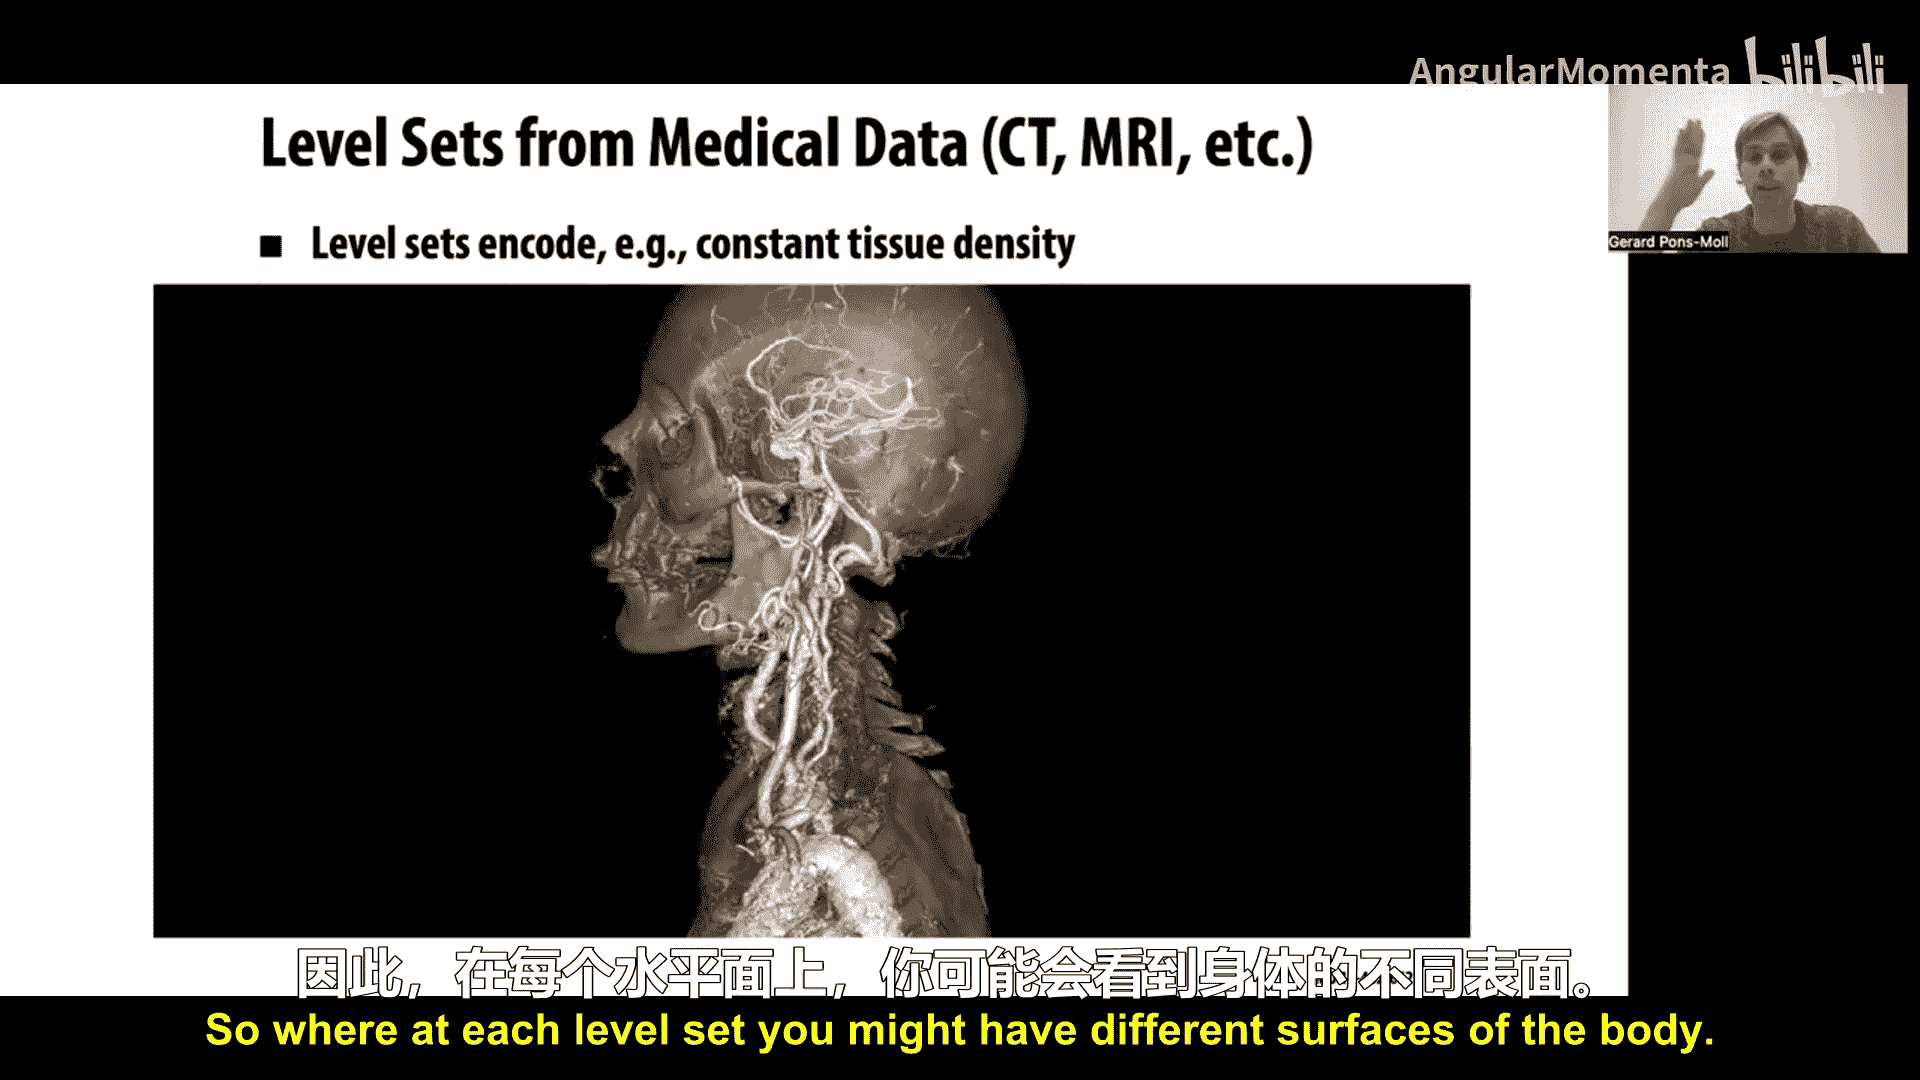 AngularMomenta bilibili
Level Sets from Medical Data (CT, MRI, etc.)
Gerard Pons-Moll
■ Level sets encode, e.g., constant tissue density
因此，在每个水平面上，你可能会看到身体的不同表面。
So where at each level set you might have different surfaces of the body.